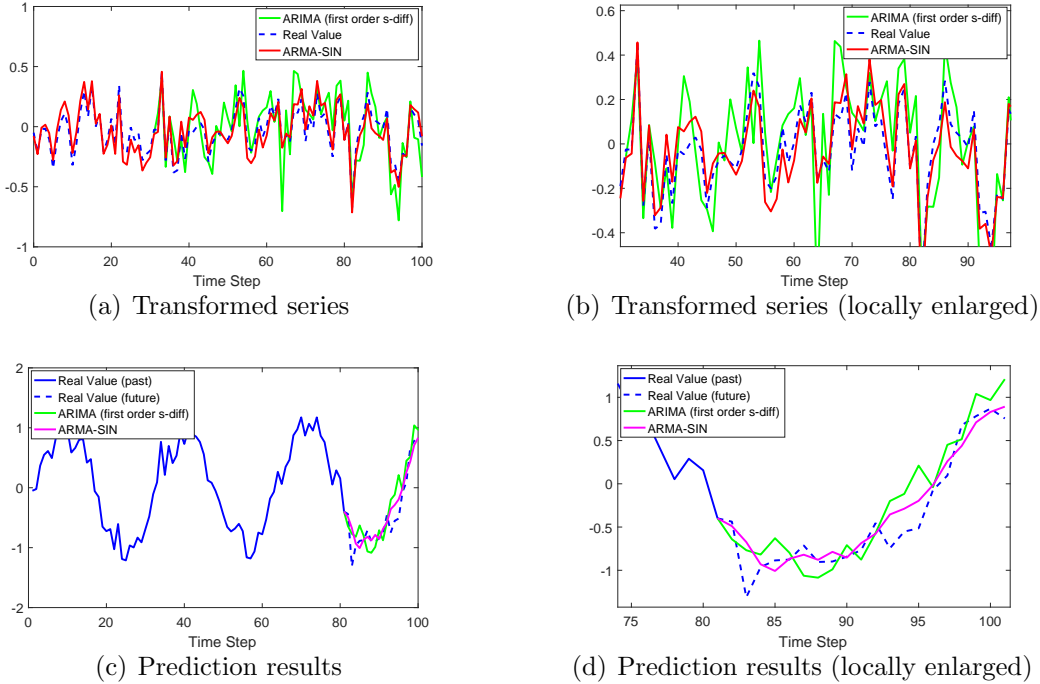 ARIMA (first order s-diff)
Real Value
ARMA-SIN
1
0.5
0
-0.5
-1
0 20 40 60 80 100
Time Step
(a) Transformed series
ARIMA (first order s-diff)
Real Value
ARMA-SIN
0.6
0.4
0.2
0
-0.2
-0.4
40 50 60 70 80 90
Time Step
(b) Transformed series (locally enlarged)
Real Value (past)
Real Value (future)
ARIMA (first order s-diff)
ARMA-SIN
2
1
0
-1
-2
0 20 40 60 80 100
Time Step
(c) Prediction results
Real Value (past)
Real Value (future)
ARIMA (first order s-diff)
ARMA-SIN
1
0.5
0
-0.5
-1
75 80 85 90 95 100
Time Step
(d) Prediction results (locally enlarged)